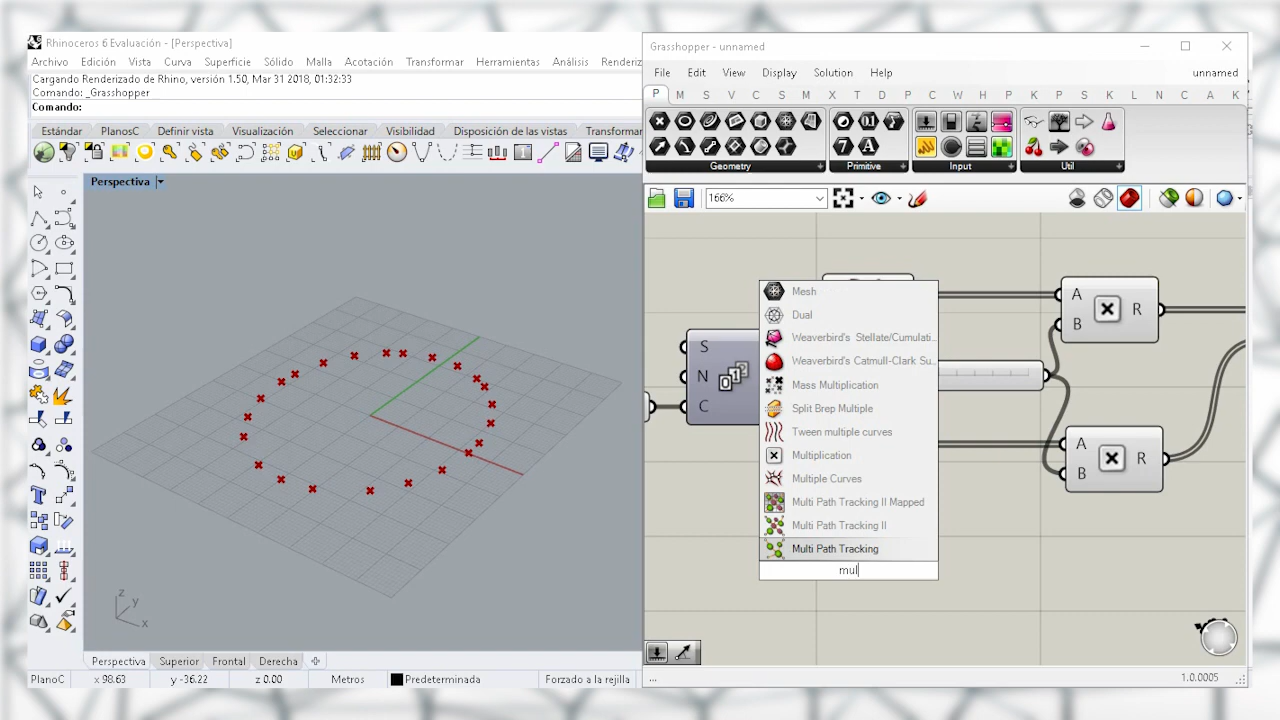 Rhinoceros 6 Evaluación - [Perspectiva]
Archivo Edición Vista Curva Superficie Sólido Malla Acotación Transformar Herramientas Análisis Renderiz
Cargando Renderizado de Rhino, versión 1.50, Mar 31 2018, 01:32:33
Comando: _Grasshopper
Comando:
Estándar PlanosC Definir vista Visualización Seleccionar Visibilidad Disposición de las vistas Transformar
Perspectiva
z
y
x
Perspectiva Superior Frontal Derecha
PlanoC x 98.63 y -36.22 z 0.00 Metros Predeterminada Forzado a la rejilla
Grasshopper - unnamed
File Edit View Display Solution Help unnamed
P M S V C S M X T D P C W H P K M B H L N C A K
Geometry Primitive Input Util
166%
S
N
C
A
B
R
A
B
R
Mesh
Dual
Weaverbird's Stellate/Cumulati...
Weaverbird's Catmull-Clark Su...
Mass Multiplication
Split Brep Multiple
Tween multiple curves
Multiplication
Multiple Curves
Multi Path Tracking II Mapped
Multi Path Tracking II
Multi Path Tracking
mul
...
1.0.0005